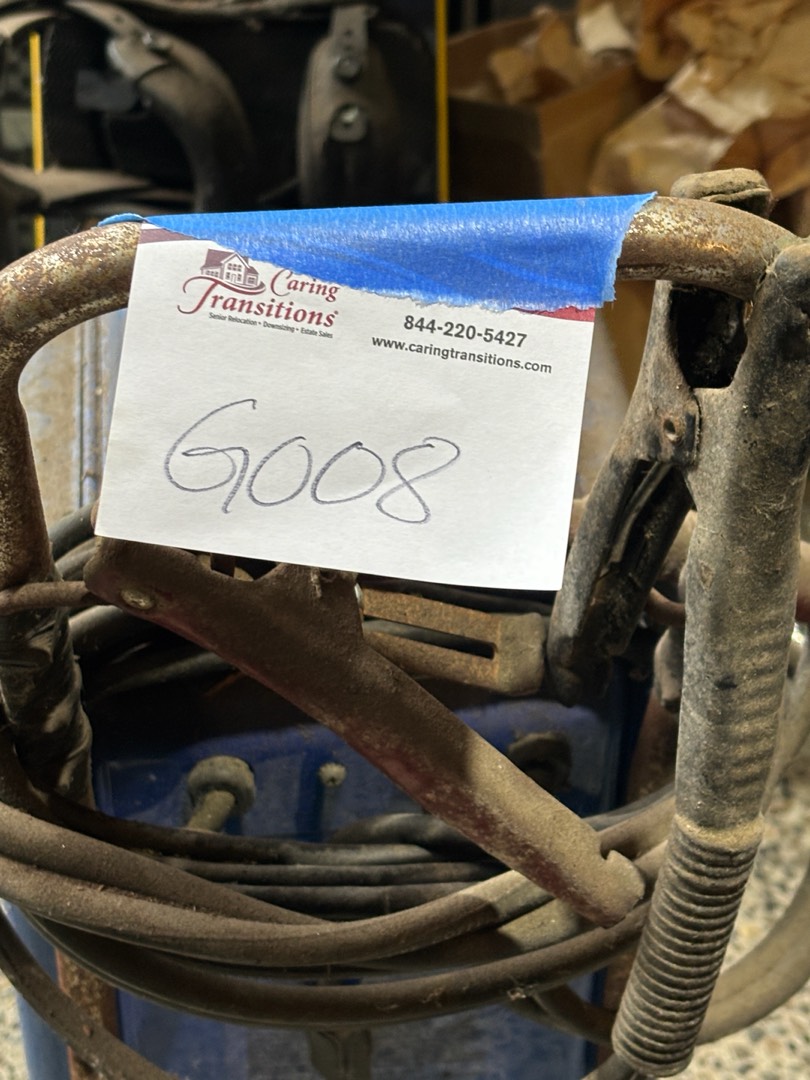 Caring
Transitions
Senior Relocation • Downsizing • Estate Sales
844-220-5427
www.caringtransitions.com
G008